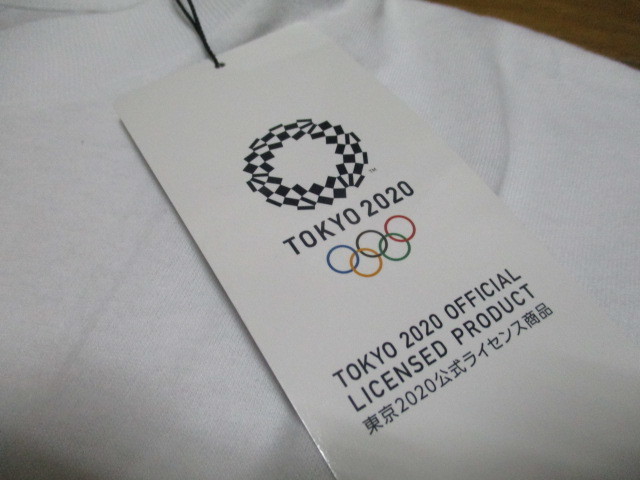 TM
TOKYO 2020
TOKYO 2020 OFFICIAL
LICENSED PRODUCT
東京2020公式ライセンス商品